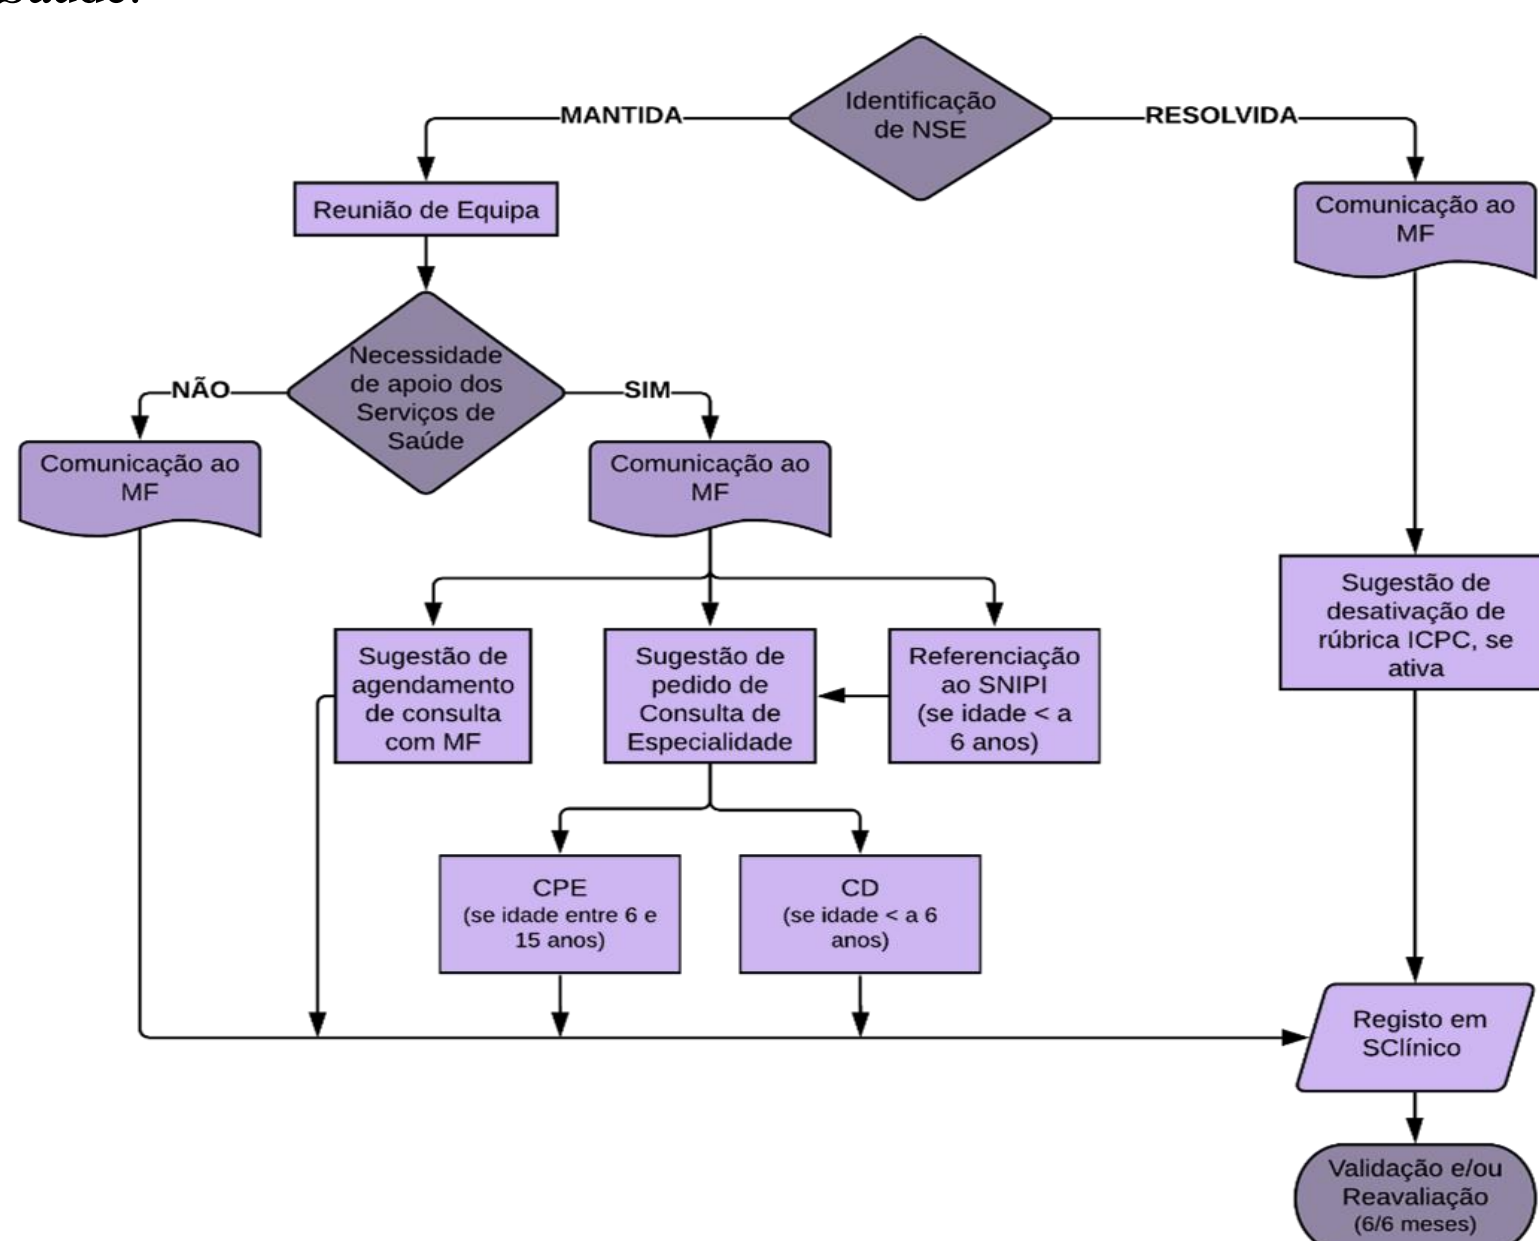 Saúde.
Identificação
de NSE
MANTIDA
RESOLVIDA
Reunião de Equipa
Comunicação ao
MF
Necessidade
de apoio dos
Serviços de
Saúde
NÃO
SIM
Comunicação ao
MF
Comunicação ao
MF
Sugestão de
desativação de
rúbrica ICPC, se
ativa
Sugestão de
agendamento
de consulta
com MF
Sugestão de
pedido de
Consulta de
Especialidade
Referenciação
ao SNIPI
(se idade < a
6 anos)
CPE
(se idade entre 6 e
15 anos)
CD
(se idade < a 6
anos)
Registo em
SClínico
Validação e/ou
Reavaliação
(6/6 meses)